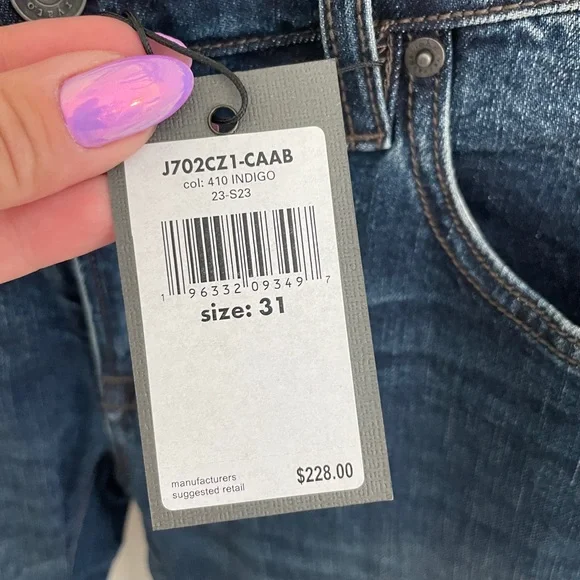 J702CZ1-CAAB
col: 410 INDIGO
23-S23
1 96332 09349 7
size: 31
manufacturers
suggested retail
$228.00